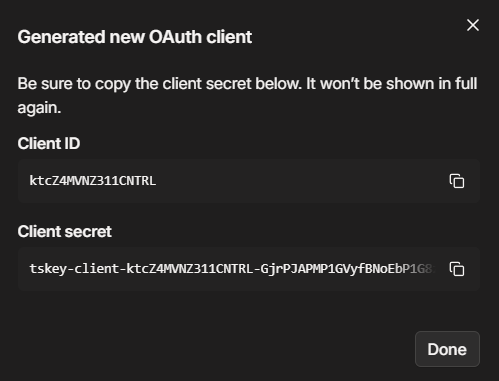 Generated new OAuth client
Be sure to copy the client secret below. It won’t be shown in full
again.
Client ID
ktcZ4MVNZ311CNTRL
Client secret
tskey-client-ktcZ4MVNZ311CNTRL-GjrPJAPMP1GVyfBNoEbP1G8
Done